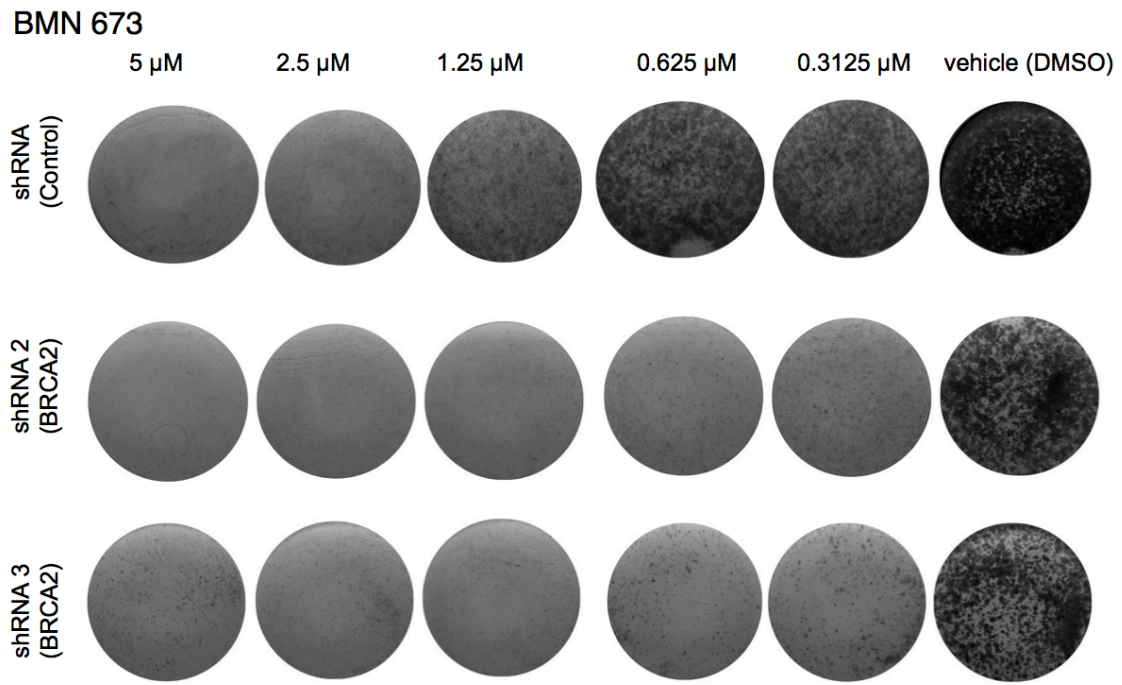 BMN 673
5 µM 2.5 µM 1.25 µM 0.625 µM 0.3125 µM vehicle (DMSO)
shRNA
(Control)
shRNA 2
(BRCA2)
shRNA 3
(BRCA2)